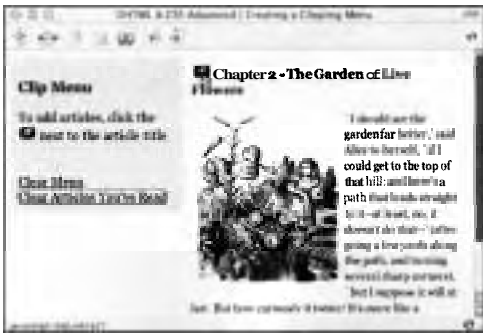 DHTML & CSS Advanced | Creating a Clipping Menu
Clip Menu
To add articles, click the
next to the article title
Clear Menu
Clear Articles You're Read
Chapter 2 - The Garden of Live
Flowers
`I should see the
garden far better,' said
Alice to herself, `if I
could get to the top of
that hill: and here's a
path that leads straight
to it--at least, no, it
doesn't do that--' (after
going a few yards along
the path, and turning
several sharp corners),
`but I suppose it will at
last. But how curiously it twists! It's more like a